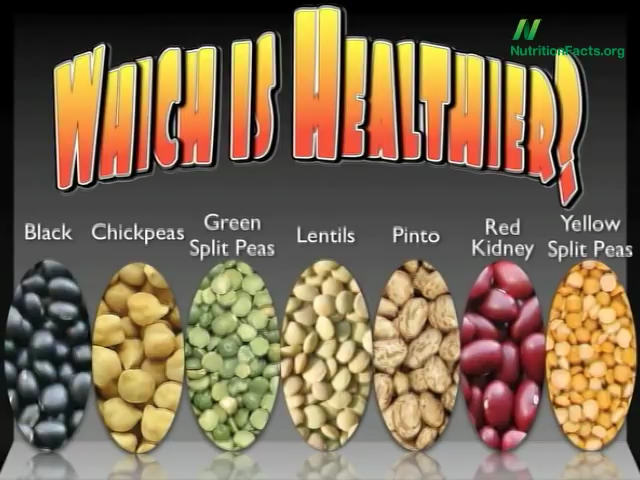 NutritionFacts.org
WHICH IS HEALTHIER?
Black
Chickpeas
Green
Split Peas
Lentils
Pinto
Red
Kidney
Yellow
Split Peas